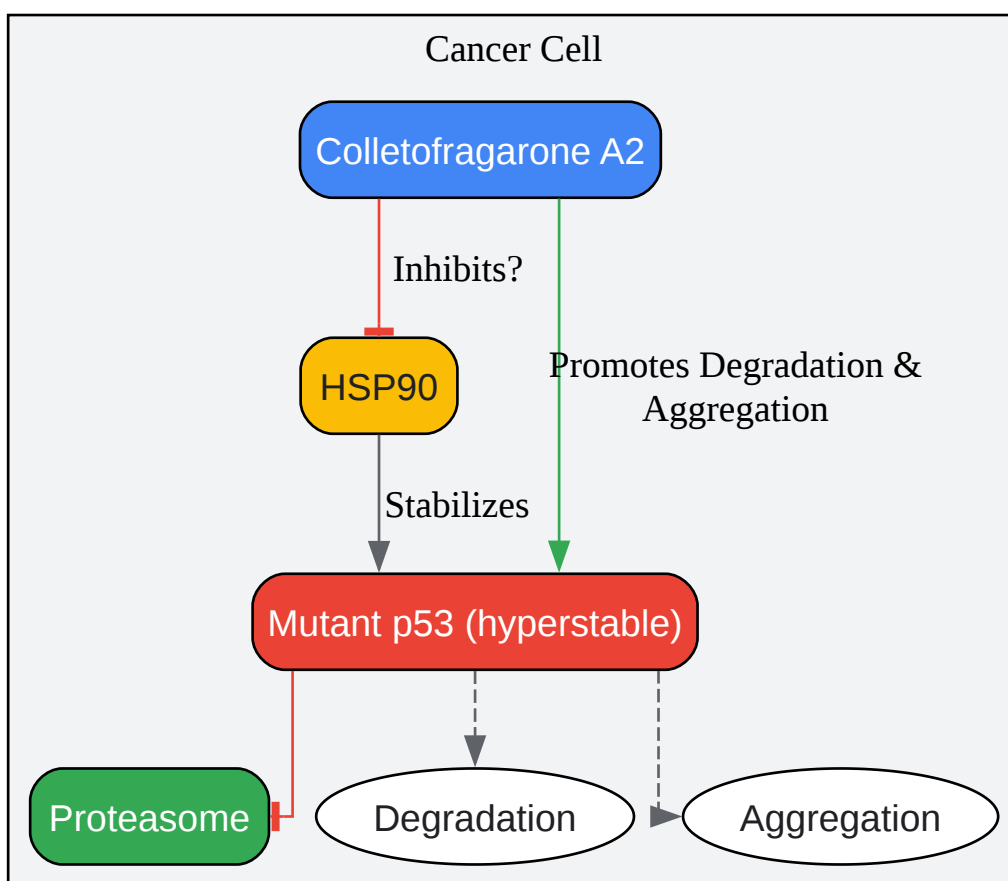 Cancer Cell
Colletofragarone A2
Inhibits?
HSP90
Promotes Degradation &
Aggregation
Stabilizes
Mutant p53 (hyperstable)
Proteasome
Degradation
Aggregation